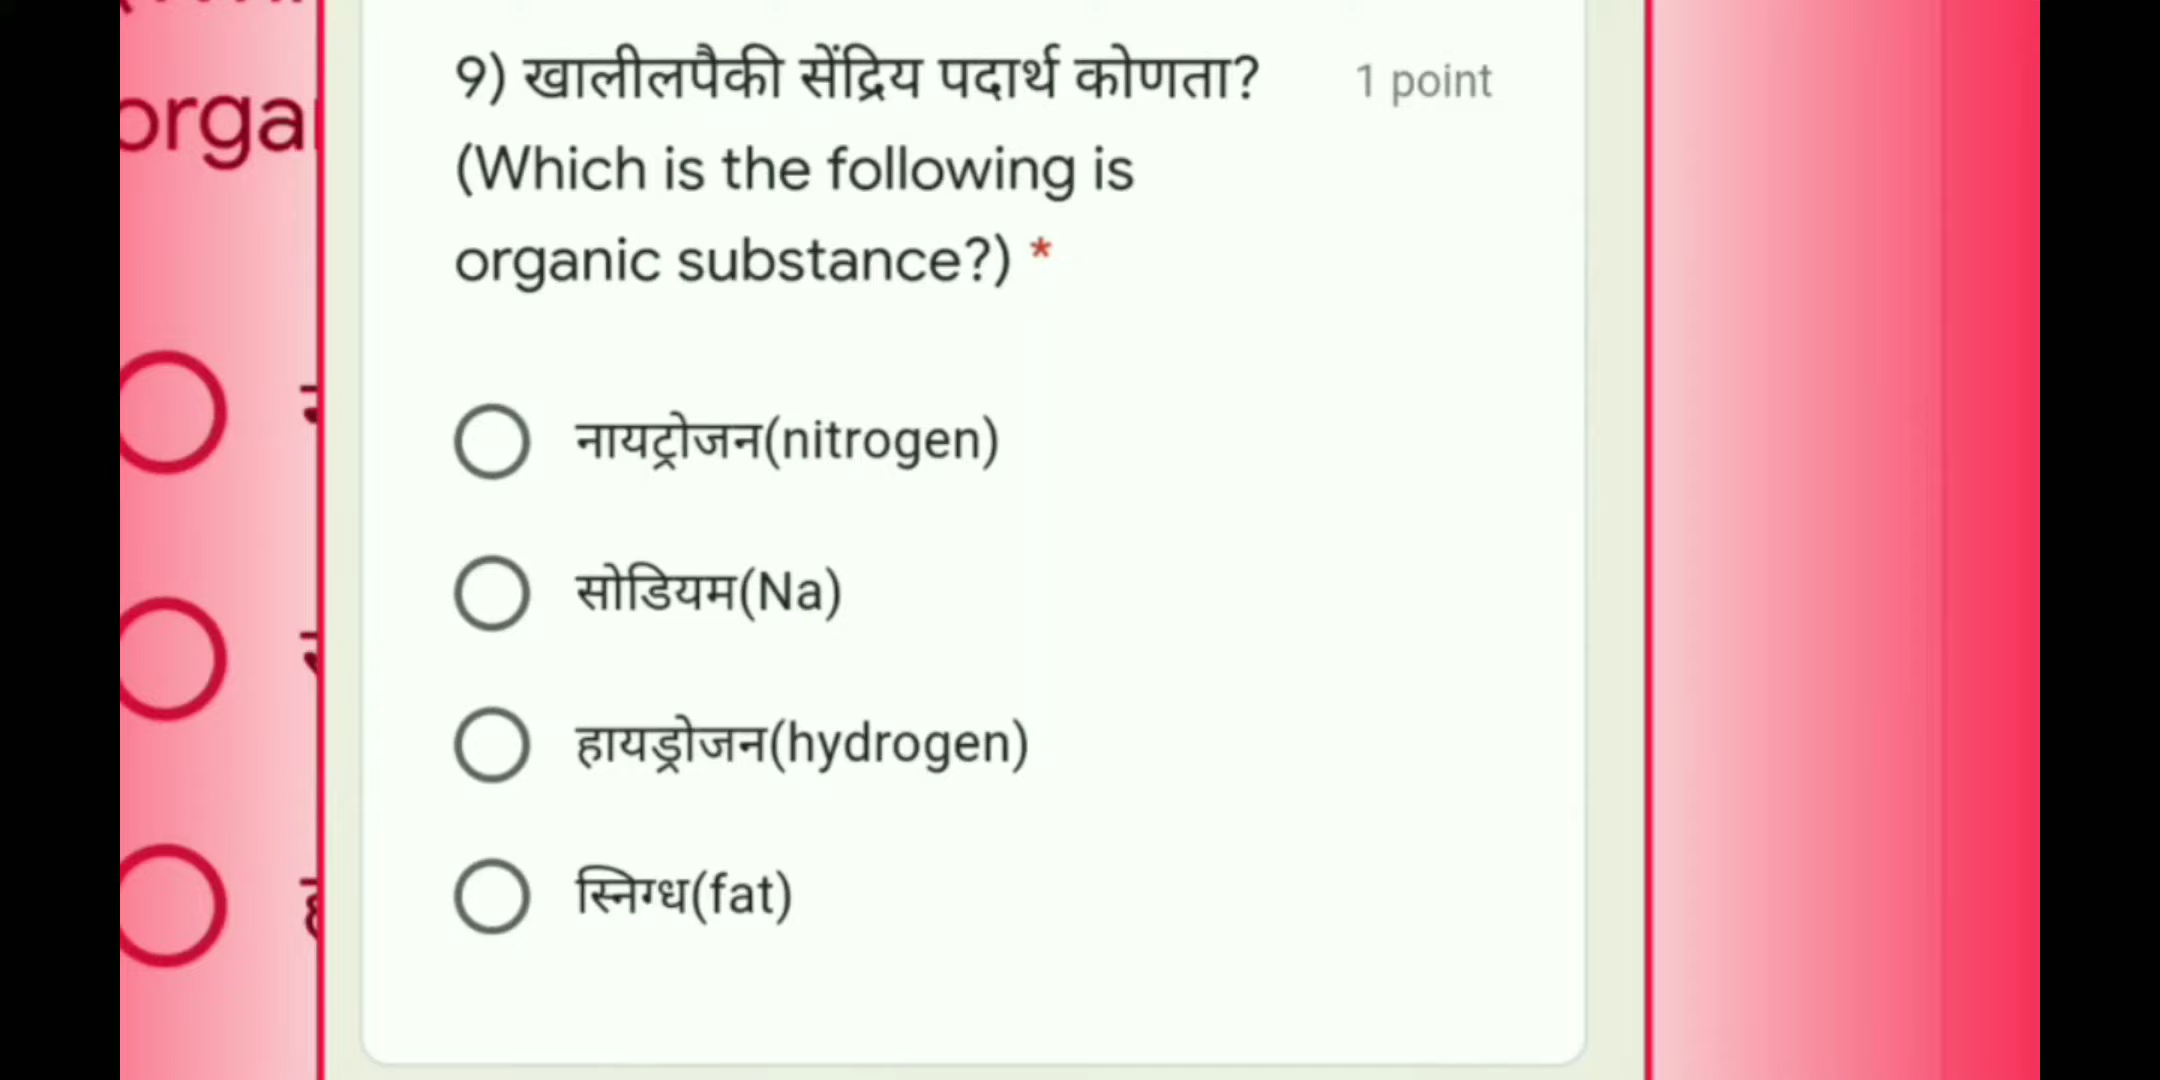 9) खालीलपैकी सेंद्रिय पदार्थ कोणता?
1 point
(Which is the following is
organic substance?) *
नायट्रोजन(nitrogen)
सोडियम(Na)
हायड्रोजन(hydrogen)
स्निग्ध(fat)